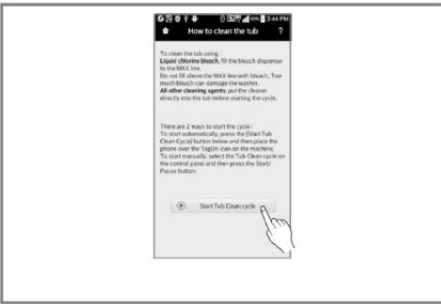 3:44 PM
How to clean the tub ?
To clean the tub using :
Liquid chlorine bleach, fill the bleach dispenser
to the MAX line.
Do not fill above the MAX line with bleach. Too
much bleach can damage the washer.
All other cleaning agents, put the cleaner
directly into the tub before starting the cycle.
There are 2 ways to start the cycle :
To start automatically, press the [Start Tub
Clean Cycle] button below and then place the
phone over the TagOn icon on the machine.
To start manually, select the Tub Clean cycle on
the control panel and then press the Start/
Pause button.
Start Tub Clean cycle